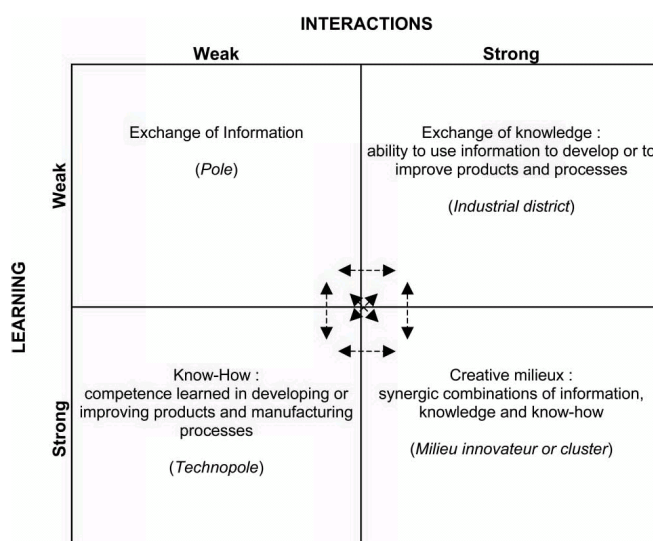 INTERACTIONS
Weak
Strong
LEARNING
Weak
Exchange of Information
(Pole)
Exchange of knowledge :
ability to use information to develop or to
improve products and processes
(Industrial district)
Strong
Know-How :
competence learned in developing or
improving products and manufacturing
processes
(Technopole)
Creative milieux :
synergic combinations of information,
knowledge and know-how
(Milieu innovateur or cluster)